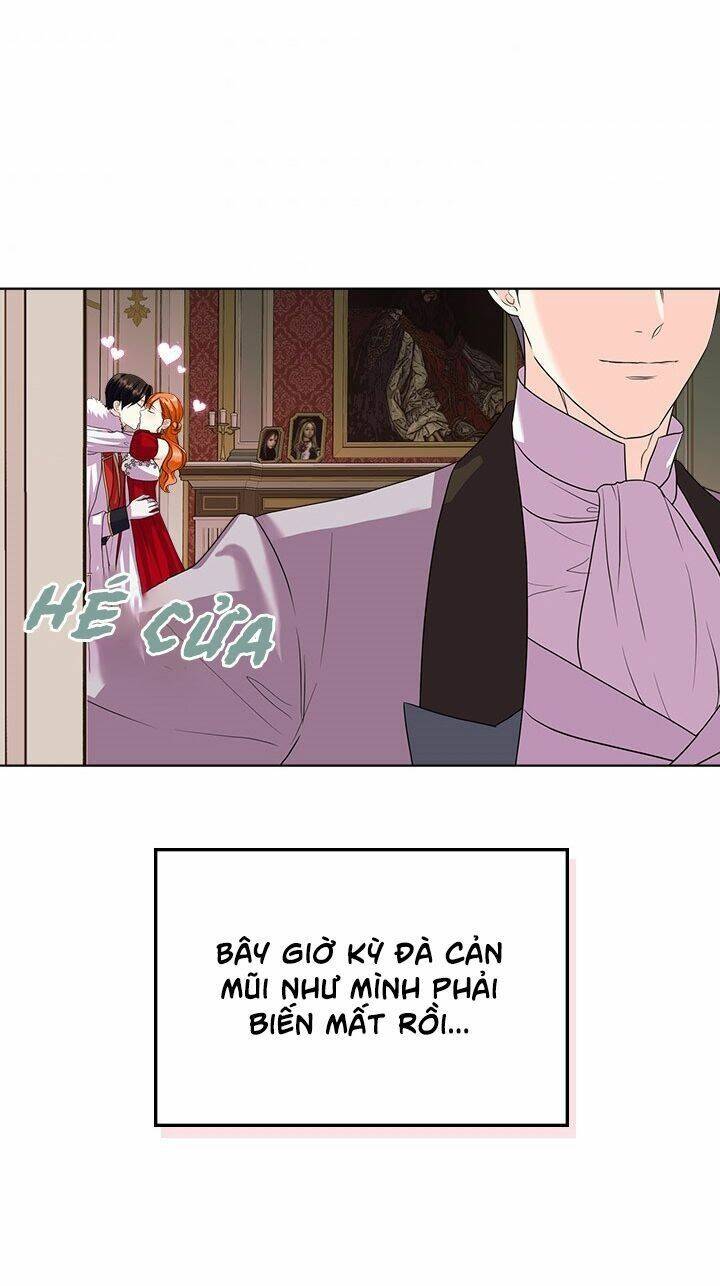 HÉ CỬA
BÂY GIỜ KỲ ĐÀ CẢN
MŨI NHƯ MÌNH PHẢI
BIẾN MẤT RỒI...